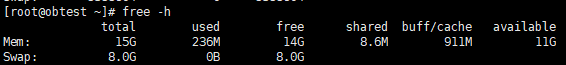 [root@obtest ~]# free -h
              total        used        free      shared  buff/cache   available
Mem:            15G        236M         14G        8.6M        911M         11G
Swap:          8.0G          0B        8.0G